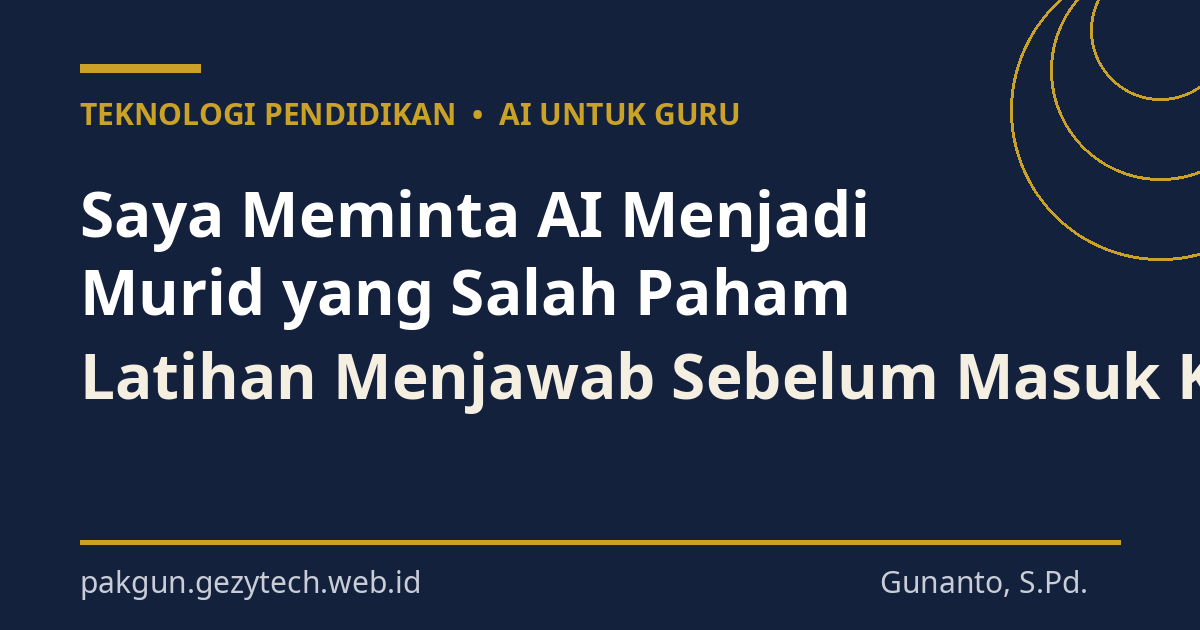 TEKNOLOGI PENDIDIKAN • AI UNTUK GURU
Saya Meminta AI Menjadi
Murid yang Salah Paham
Latihan Menjawab Sebelum Masuk
pakgun.gezytech.web.id
Gunanto, S.Pd.